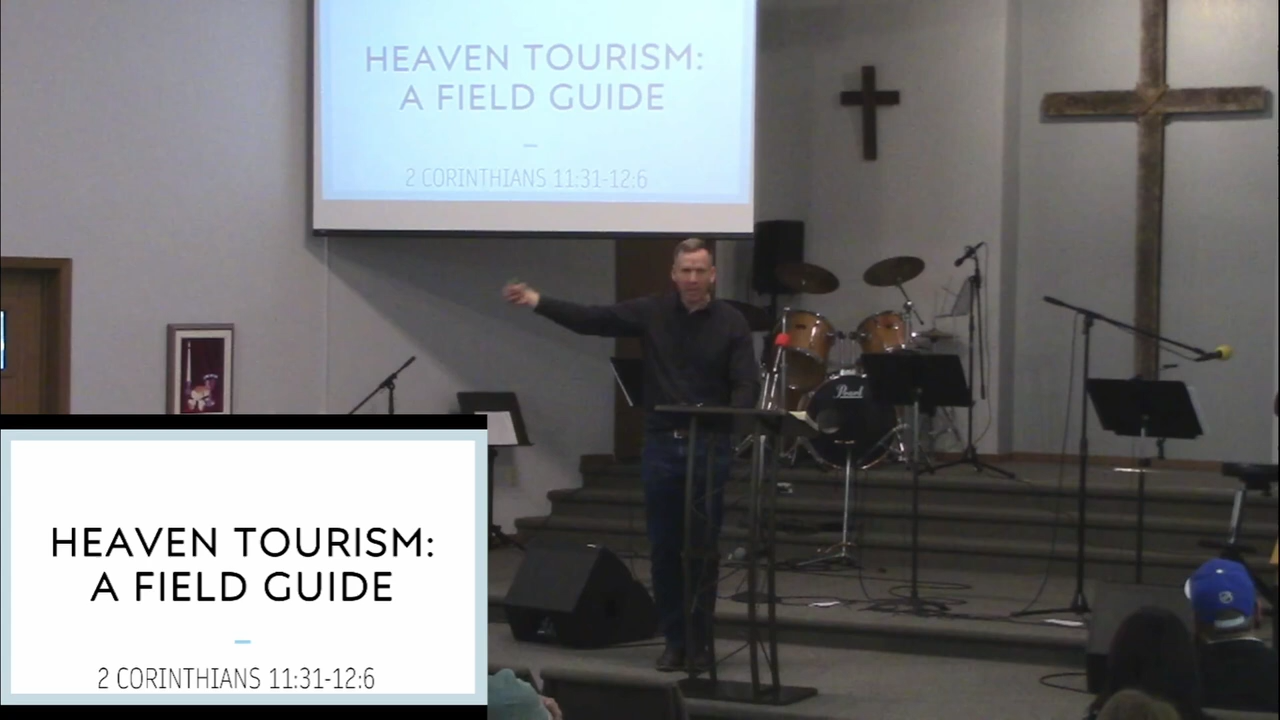 HEAVEN TOURISM:
A FIELD GUIDE
2 CORINTHIANS 11:31-12:6
Pearl
HEAVEN TOURISM:
A FIELD GUIDE
2 CORINTHIANS 11:31-12:6